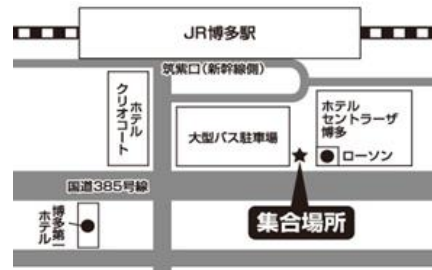 JR博多駅
筑紫口(新幹線側)
ホテル
クリオコート
大型バス駐車場
ホテル
セントラーザ
博多
ローソン
国道385号線
集合場所
博多第一
ホテル